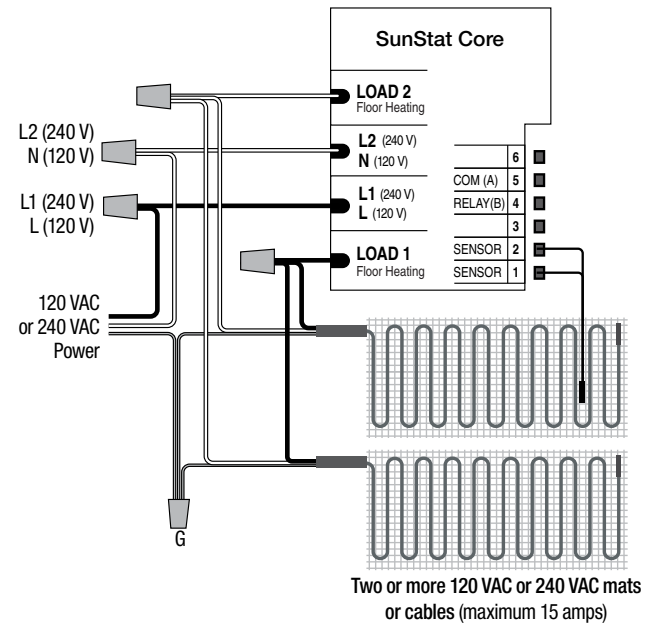 SunStat Core
LOAD 2
Floor Heating
L2 (240 V)
N (120 V)
L2 (240 V)
N (120 V)
L1 (240 V)
L (120 V)
L1 (240 V)
L (120 V)
LOAD 1
Floor Heating
6
COM (A) 5
RELAY(B) 4
3
SENSOR 2
SENSOR 1
120 VAC
or 240 VAC
Power
G
Two or more 120 VAC or 240 VAC mats
or cables (maximum 15 amps)